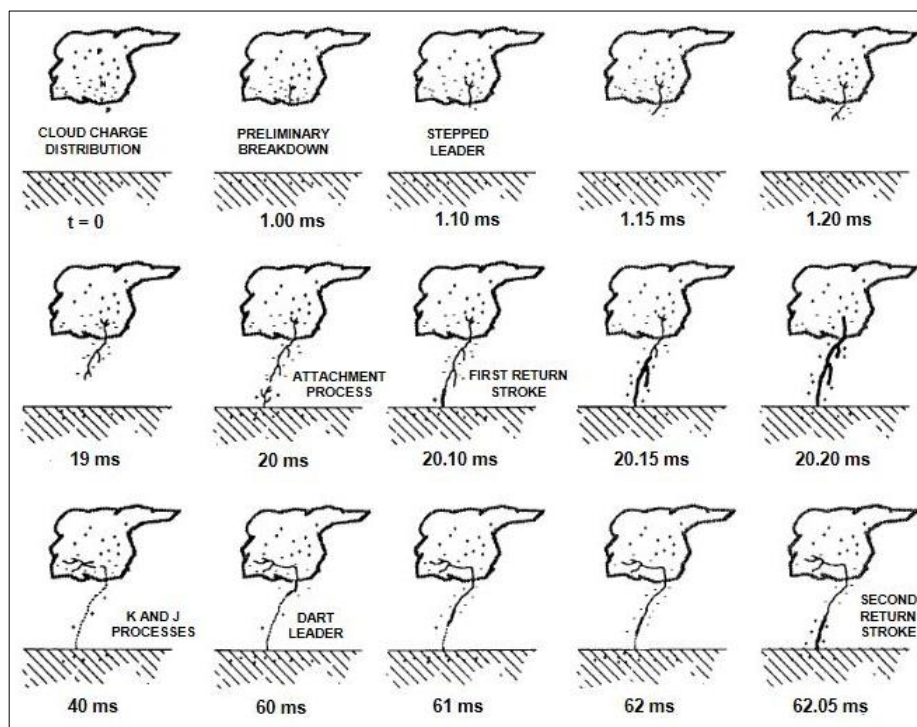 CLOUD CHARGE
DISTRIBUTION
PRELIMINARY
BREAKDOWN
STEPPED
LEADER
t = 0
1.00 ms
1.10 ms
1.15 ms
1.20 ms
ATTACHMENT
PROCESS
FIRST RETURN
STROKE
19 ms
20 ms
20.10 ms
20.15 ms
20.20 ms
K AND J
PROCESSES
DART
LEADER
SECOND
RETURN
STROKE
40 ms
60 ms
61 ms
62 ms
62.05 ms